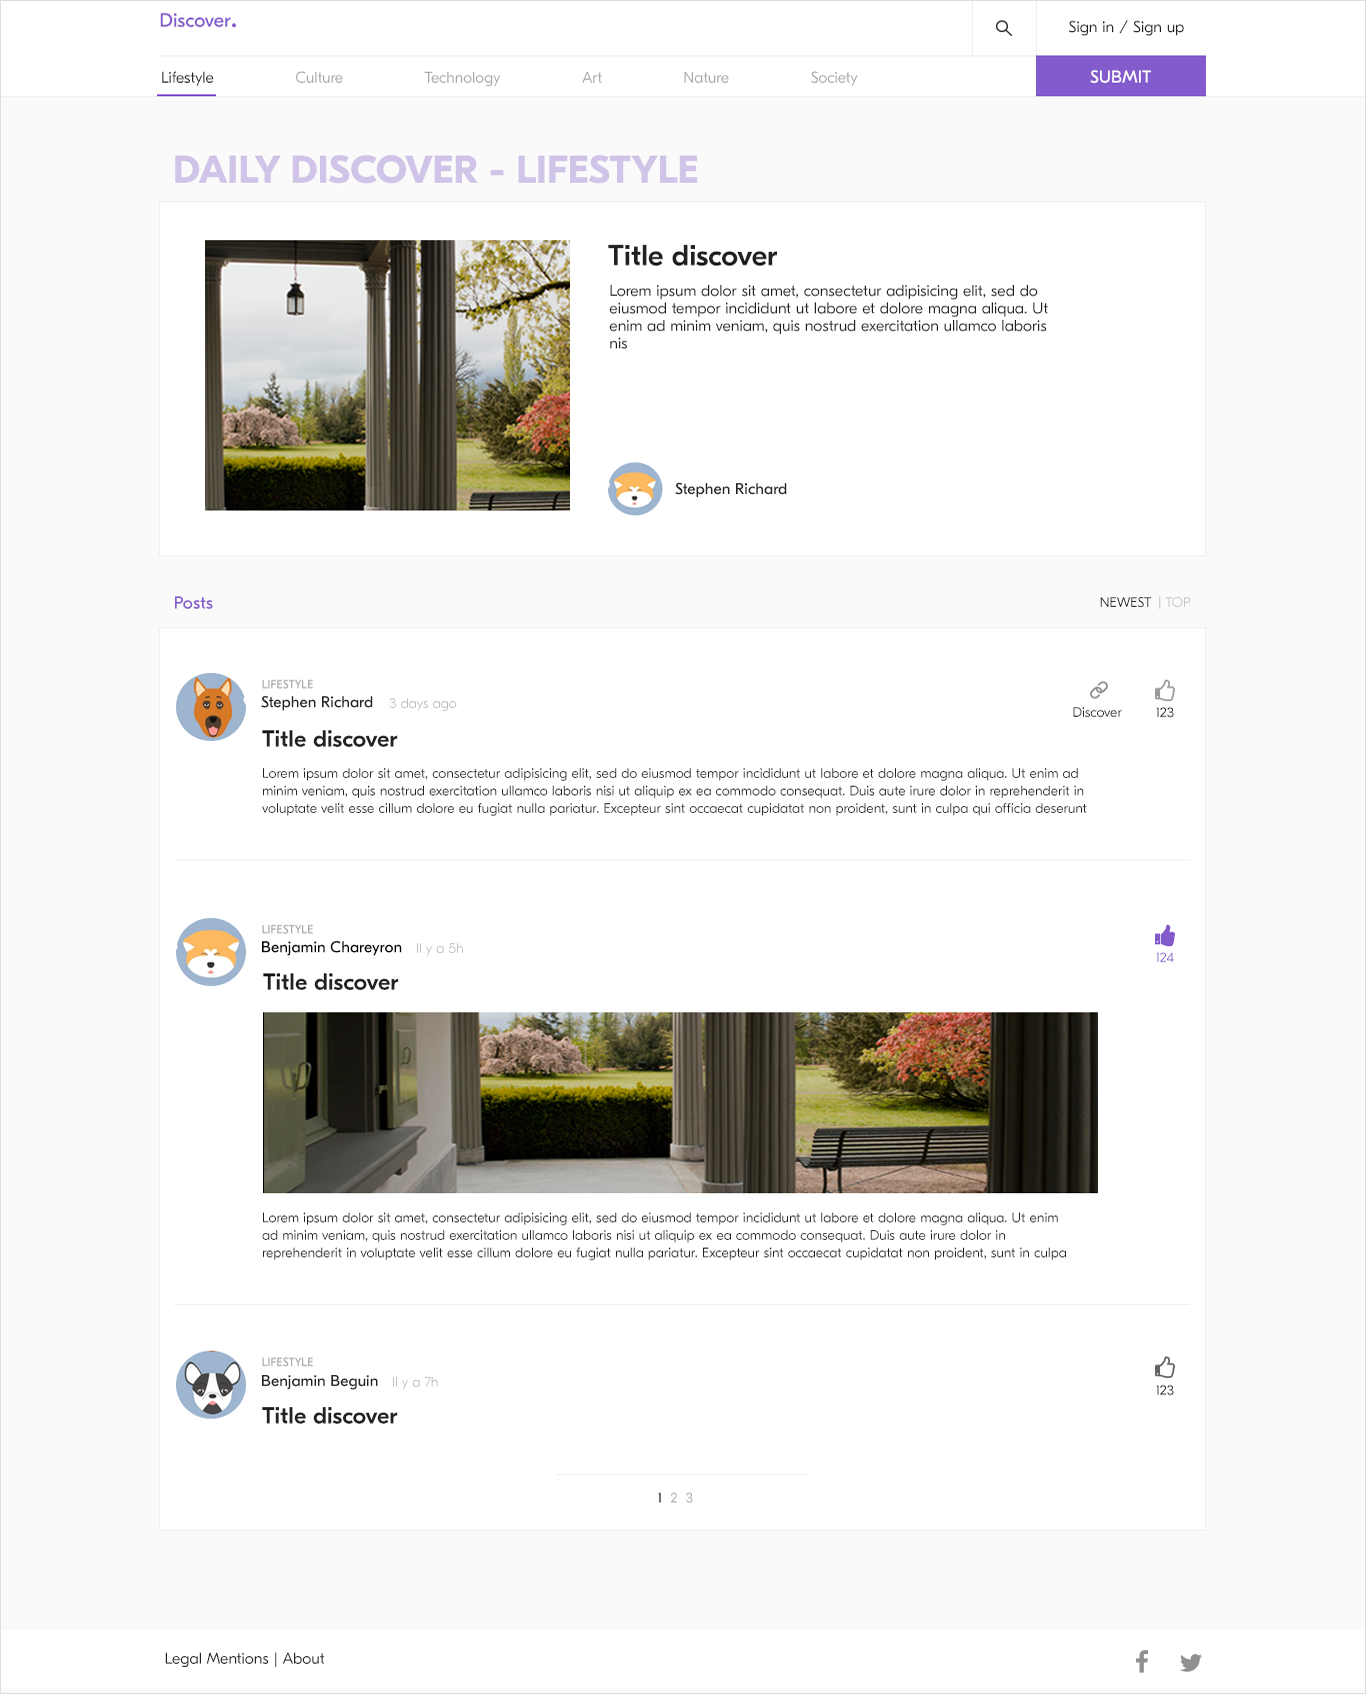 Discover.
Sign in / Sign up
Lifestyle Culture Technology Art Nature Society SUBMIT
DAILY DISCOVER - LIFESTYLE
Title discover
Lorem ipsum dolor sit amet, consectetur adipisicing elit, sed do
eiusmod tempor incididunt ut labore et dolore magna aliqua. Ut
enim ad minim veniam, quis nostrud exercitation ullamco laboris
nis
Stephen Richard
Posts
NEWEST | TOP
LIFESTYLE
Stephen Richard 3 days ago
Discover 123
Title discover
Lorem ipsum dolor sit amet, consectetur adipisicing elit, sed do eiusmod tempor incididunt ut labore et dolore magna aliqua. Ut enim ad
minim veniam, quis nostrud exercitation ullamco laboris nisi ut aliquip ex ea commodo consequat. Duis aute irure dolor in reprehenderit in
voluptate velit esse cillum dolore eu fugiat nulla pariatur. Excepteur sint occaecat cupidatat non proident, sunt in culpa qui officia deserunt
LIFESTYLE
Benjamin Chareyron Il y a 5h
124
Title discover
Lorem ipsum dolor sit amet, consectetur adipisicing elit, sed do eiusmod tempor incididunt ut labore et dolore magna aliqua. Ut enim
ad minim veniam, quis nostrud exercitation ullamco laboris nisi ut aliquip ex ea commodo consequat. Duis aute irure dolor in
reprehenderit in voluptate velit esse cillum dolore eu fugiat nulla pariatur. Excepteur sint occaecat cupidatat non proident, sunt in culpa
LIFESTYLE
Benjamin Beguin Il y a 7h
123
Title discover
1 2 3
Legal Mentions | About